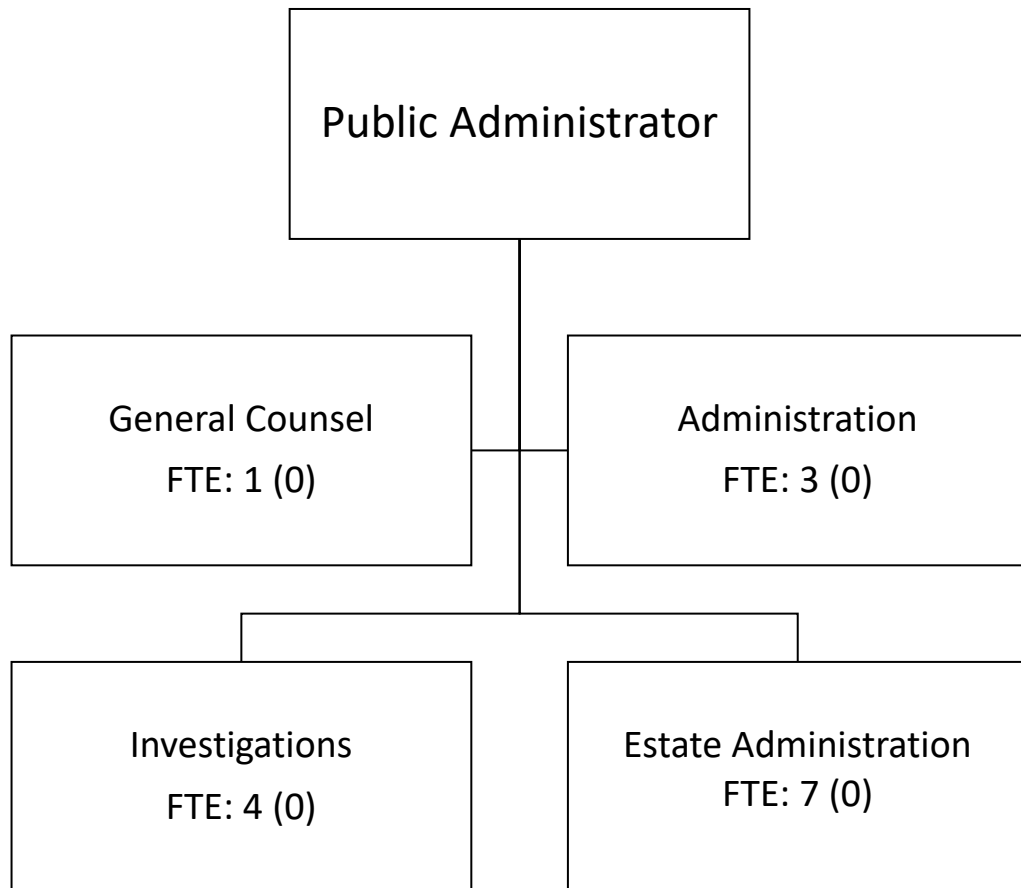 Public Administrator
General Counsel
FTE: 1 (0)
Administration
FTE: 3 (0)
Investigations
FTE: 4 (0)
Estate Administration
FTE: 7 (0)